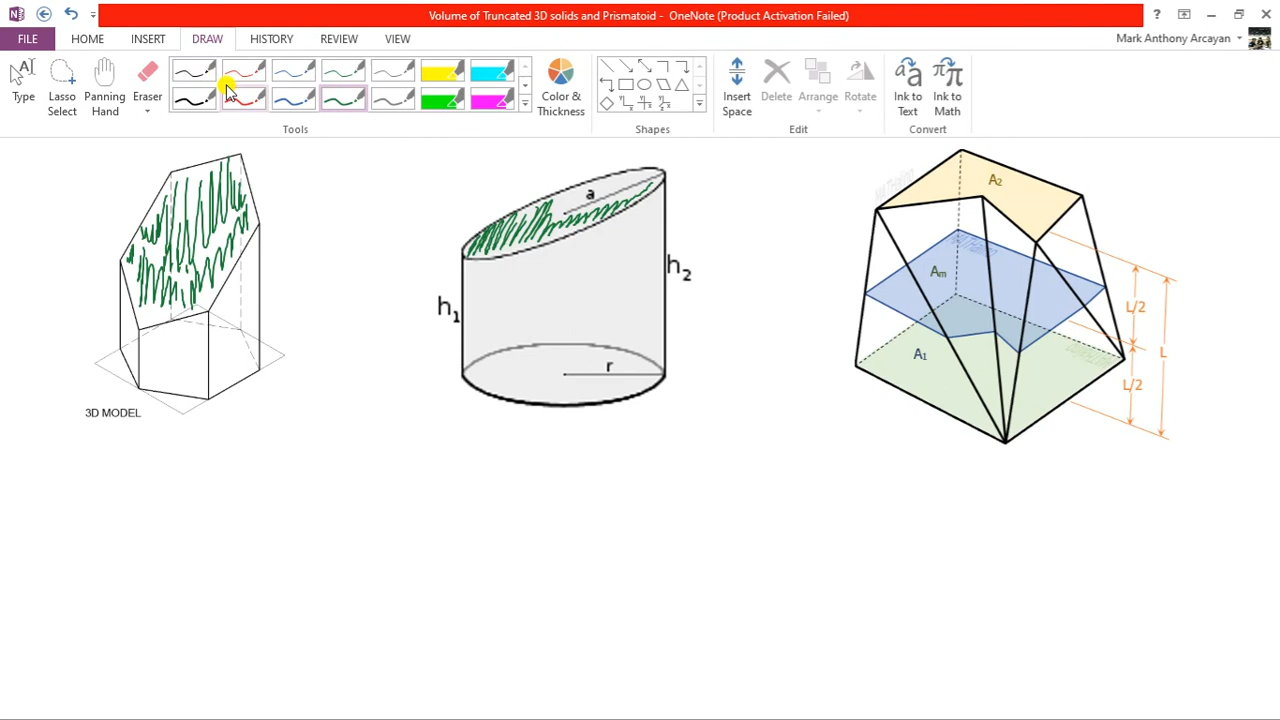 Volume of Truncated 3D solids and Prismatoid - OneNote (Product Activation Failed)
?
FILE
HOME
INSERT
DRAW
HISTORY
REVIEW
VIEW
Mark Anthony Arcayan
Type
Lasso Select
Panning Hand
Eraser
Color & Thickness
Insert Space
Delete
Arrange
Rotate
Ink to Text
Ink to Math
Tools
Shapes
Edit
Convert
3D MODEL
a
h1
h2
r
A2
Am
A1
L/2
L
L/2